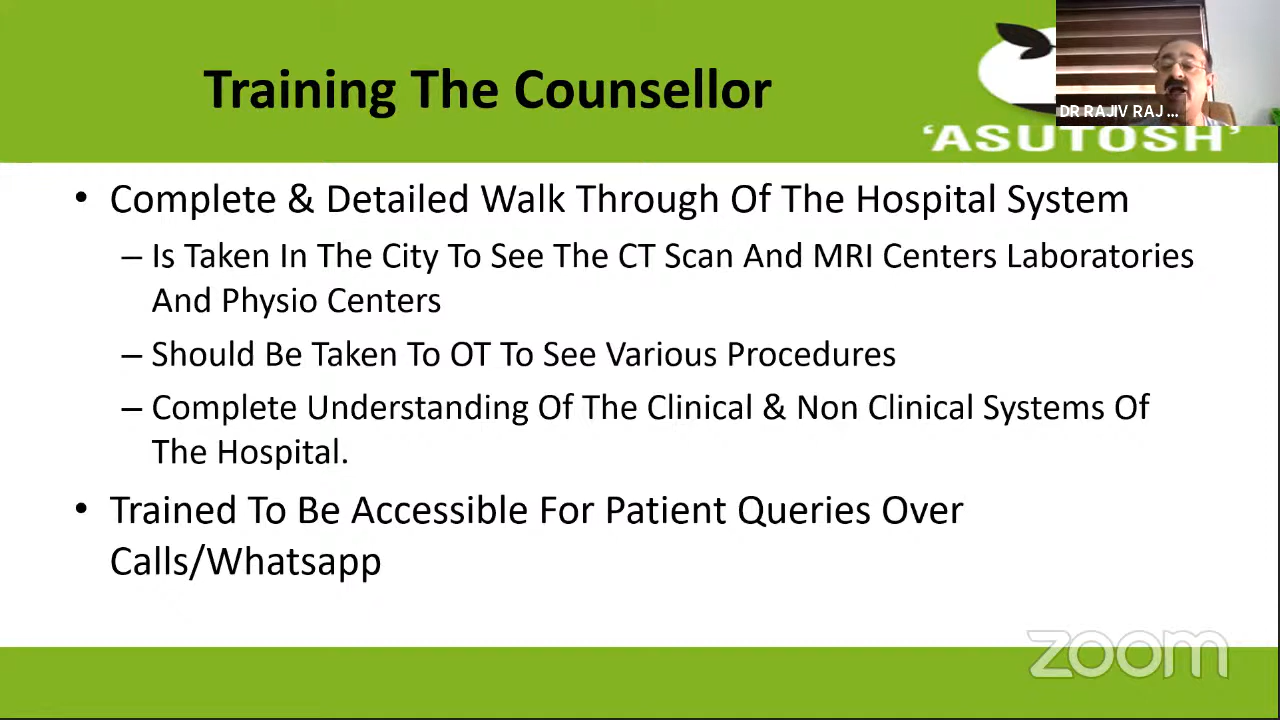 Training The Counsellor
DR RAJIV RAJ ...
‘ASUTOSH’
• Complete & Detailed Walk Through Of The Hospital System
– Is Taken In The City To See The CT Scan And MRI Centers Laboratories
And Physio Centers
– Should Be Taken To OT To See Various Procedures
– Complete Understanding Of The Clinical & Non Clinical Systems Of
The Hospital.
• Trained To Be Accessible For Patient Queries Over
Calls/Whatsapp
zoom